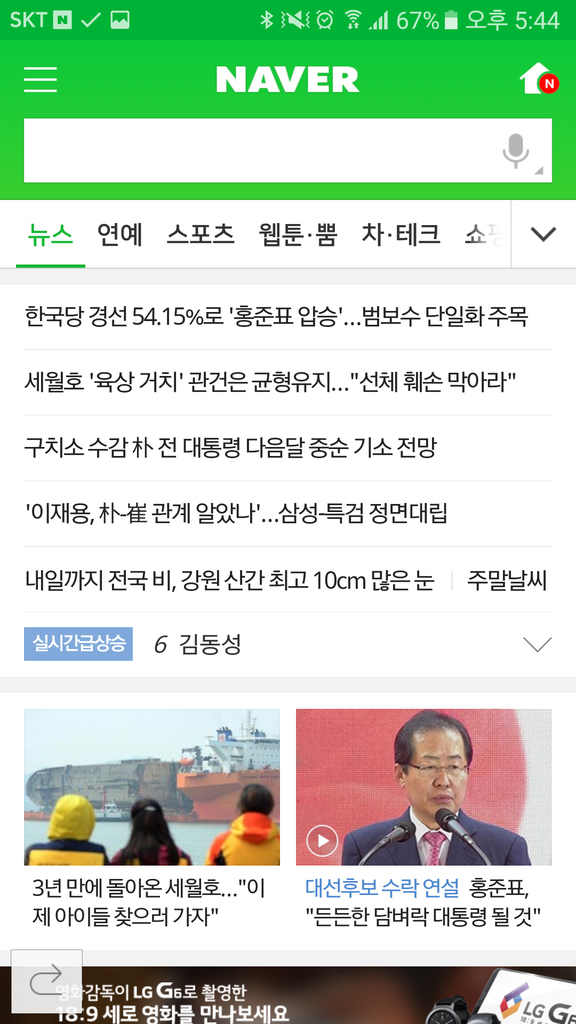 SKT N 67% 오후 5:44
NAVER
N
뉴스 연예 스포츠 웹툰·뿜 차·테크 쇼핑
한국당 경선 54.15%로 '홍준표 압승'...범보수 단일화 주목
세월호 '육상 거치' 관건은 균형유지..."선체 훼손 막아라"
구치소 수감 朴 전 대통령 다음달 중순 기소 전망
'이재용, 朴-崔 관계 알았나'...삼성-특검 정면대립
내일까지 전국 비, 강원 산간 최고 10cm 많은 눈 주말날씨
실시간급상승 6 김동성
3년 만에 돌아온 세월호..."이
제 아이들 찾으러 가자"
대선후보 수락 연설 홍준표,
"든든한 담벼락 대통령 될 것"
영화감독이 LG G6로 촬영한
18:9 세로 영화를 만나보세요
LG G6